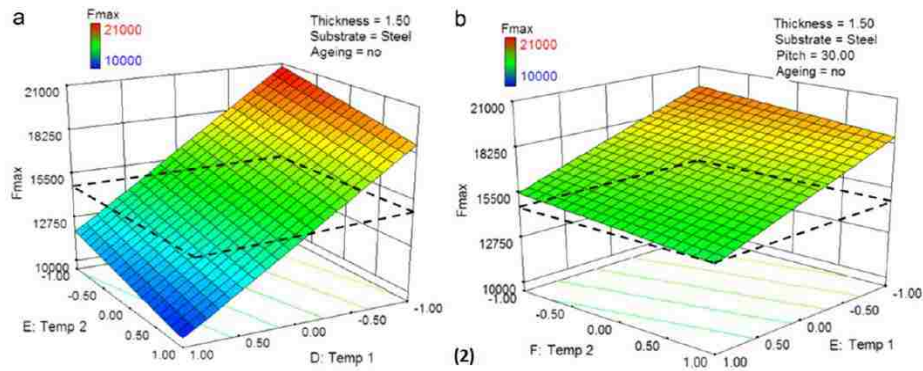 a
Fmax
21000
10000
Thickness = 1.50
Substrate = Steel
Ageing = no
21000
18250
15500
12750
10000
Fmax
-1.00
-0.50
0.00
0.50
1.00
E: Temp 2
1.00
0.50
0.00
-0.50
-1.00
D: Temp 1
b
Fmax
21000
10000
Thickness = 1.50
Substrate = Steel
Pitch = 30.00
Ageing = no
21000
18250
15500
12750
10000
Fmax
-1.00
-0.50
0.00
0.50
1.00
F: Temp 2
1.00
0.50
0.00
-0.50
-1.00
E: Temp 1
(2)